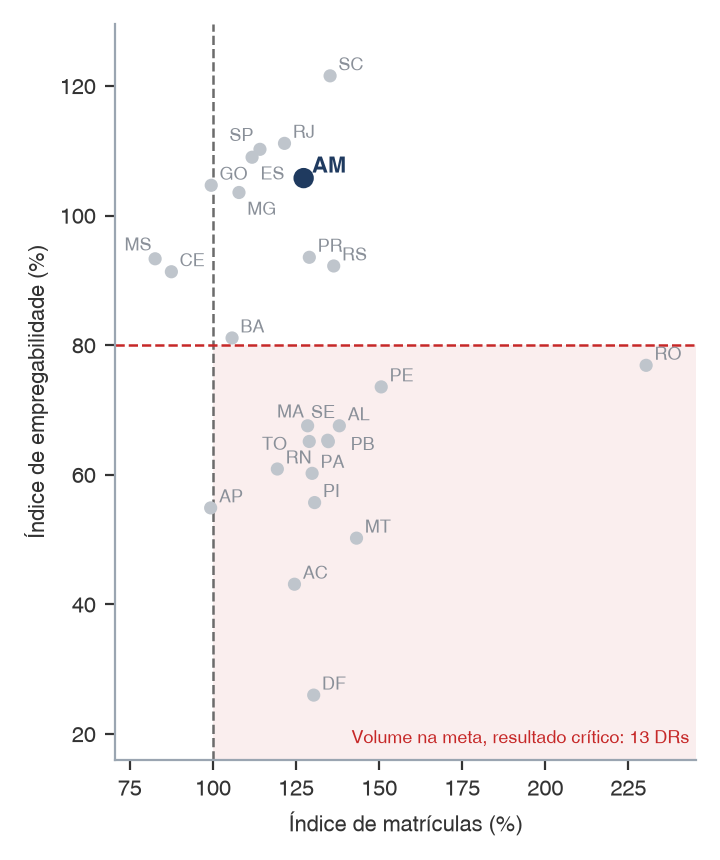 Índice de empregabilidade (%)
120
100
80
60
40
20
SC
SP
RJ
AM
GO
ES
MG
MS
CE
PR
RS
BA
RO
PE
MA
SE
AL
TO
PB
RN
PA
AP
PI
MT
AC
DF
Volume na meta, resultado crítico: 13 DRs
75
100
125
150
175
200
225
Índice de matrículas (%)